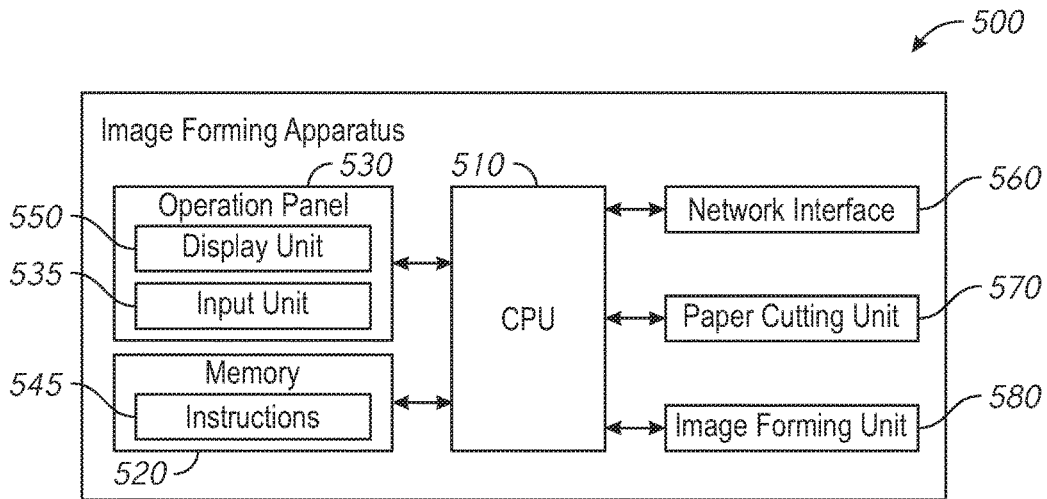 500
Image Forming Apparatus
530
510
Operation Panel
550
Display Unit
Network Interface
560
535
Input Unit
CPU
Paper Cutting Unit
570
Memory
545
Instructions
Image Forming Unit
580
520